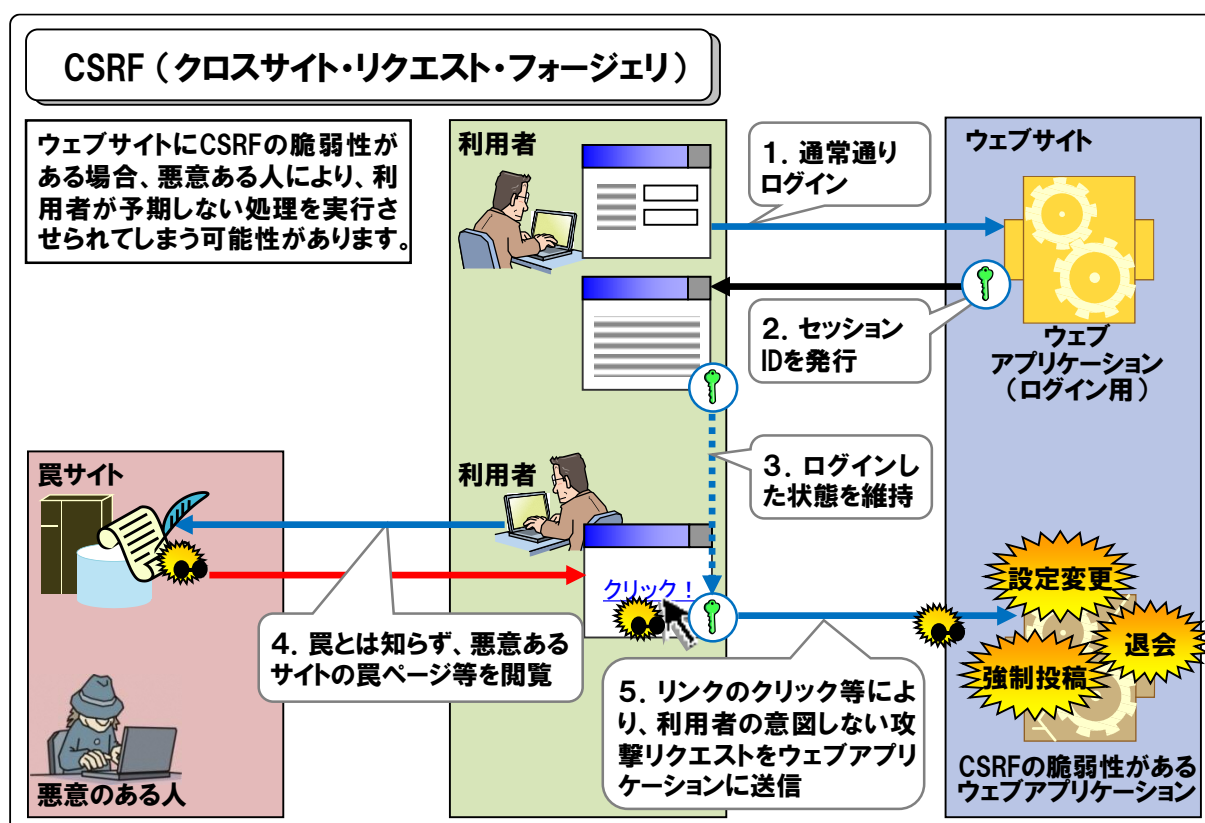 CSRF（クロスサイト・リクエスト・フォージェリ）
ウェブサイトにCSRFの脆弱性が
ある場合、悪意ある人により、利
用者が予期しない処理を実行さ
せられてしまう可能性があります。
利用者
1．通常通り
ログイン
ウェブサイト
2．セッション
IDを発行
ウェブ
アプリケーション
（ログイン用）
罠サイト
利用者
3．ログインし
た状態を維持
クリック！
設定変更
退会
強制投稿
4．罠とは知らず、悪意ある
サイトの罠ページ等を閲覧
5．リンクのクリック等によ
り、利用者の意図しない攻
撃リクエストをウェブアプリ
ケーションに送信
悪意のある人
CSRFの脆弱性がある
ウェブアプリケーション